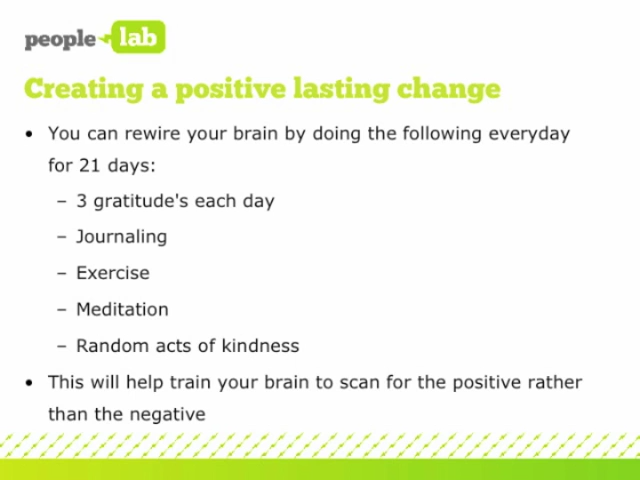 people lab
Creating a positive lasting change
• You can rewire your brain by doing the following everyday
for 21 days:
– 3 gratitude's each day
– Journaling
– Exercise
– Meditation
– Random acts of kindness
• This will help train your brain to scan for the positive rather
than the negative